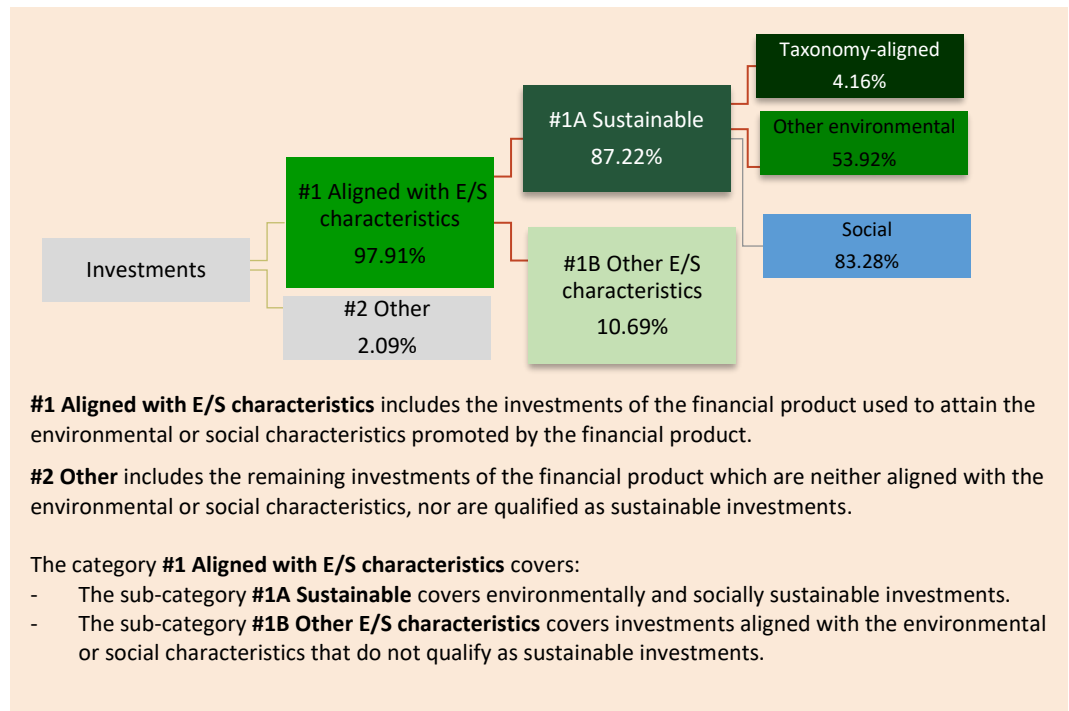 Taxonomy-aligned
4.16%
#1A Sustainable
87.22%
Other environmental
53.92%
#1 Aligned with E/S
characteristics
97.91%
Social
83.28%
Investments
#1B Other E/S
characteristics
10.69%
#2 Other
2.09%
#1 Aligned with E/S characteristics includes the investments of the financial product used to attain the
environmental or social characteristics promoted by the financial product.
#2 Other includes the remaining investments of the financial product which are neither aligned with the
environmental or social characteristics, nor are qualified as sustainable investments.
The category #1 Aligned with E/S characteristics covers:
- The sub-category #1A Sustainable covers environmentally and socially sustainable investments.
- The sub-category #1B Other E/S characteristics covers investments aligned with the environmental
or social characteristics that do not qualify as sustainable investments.